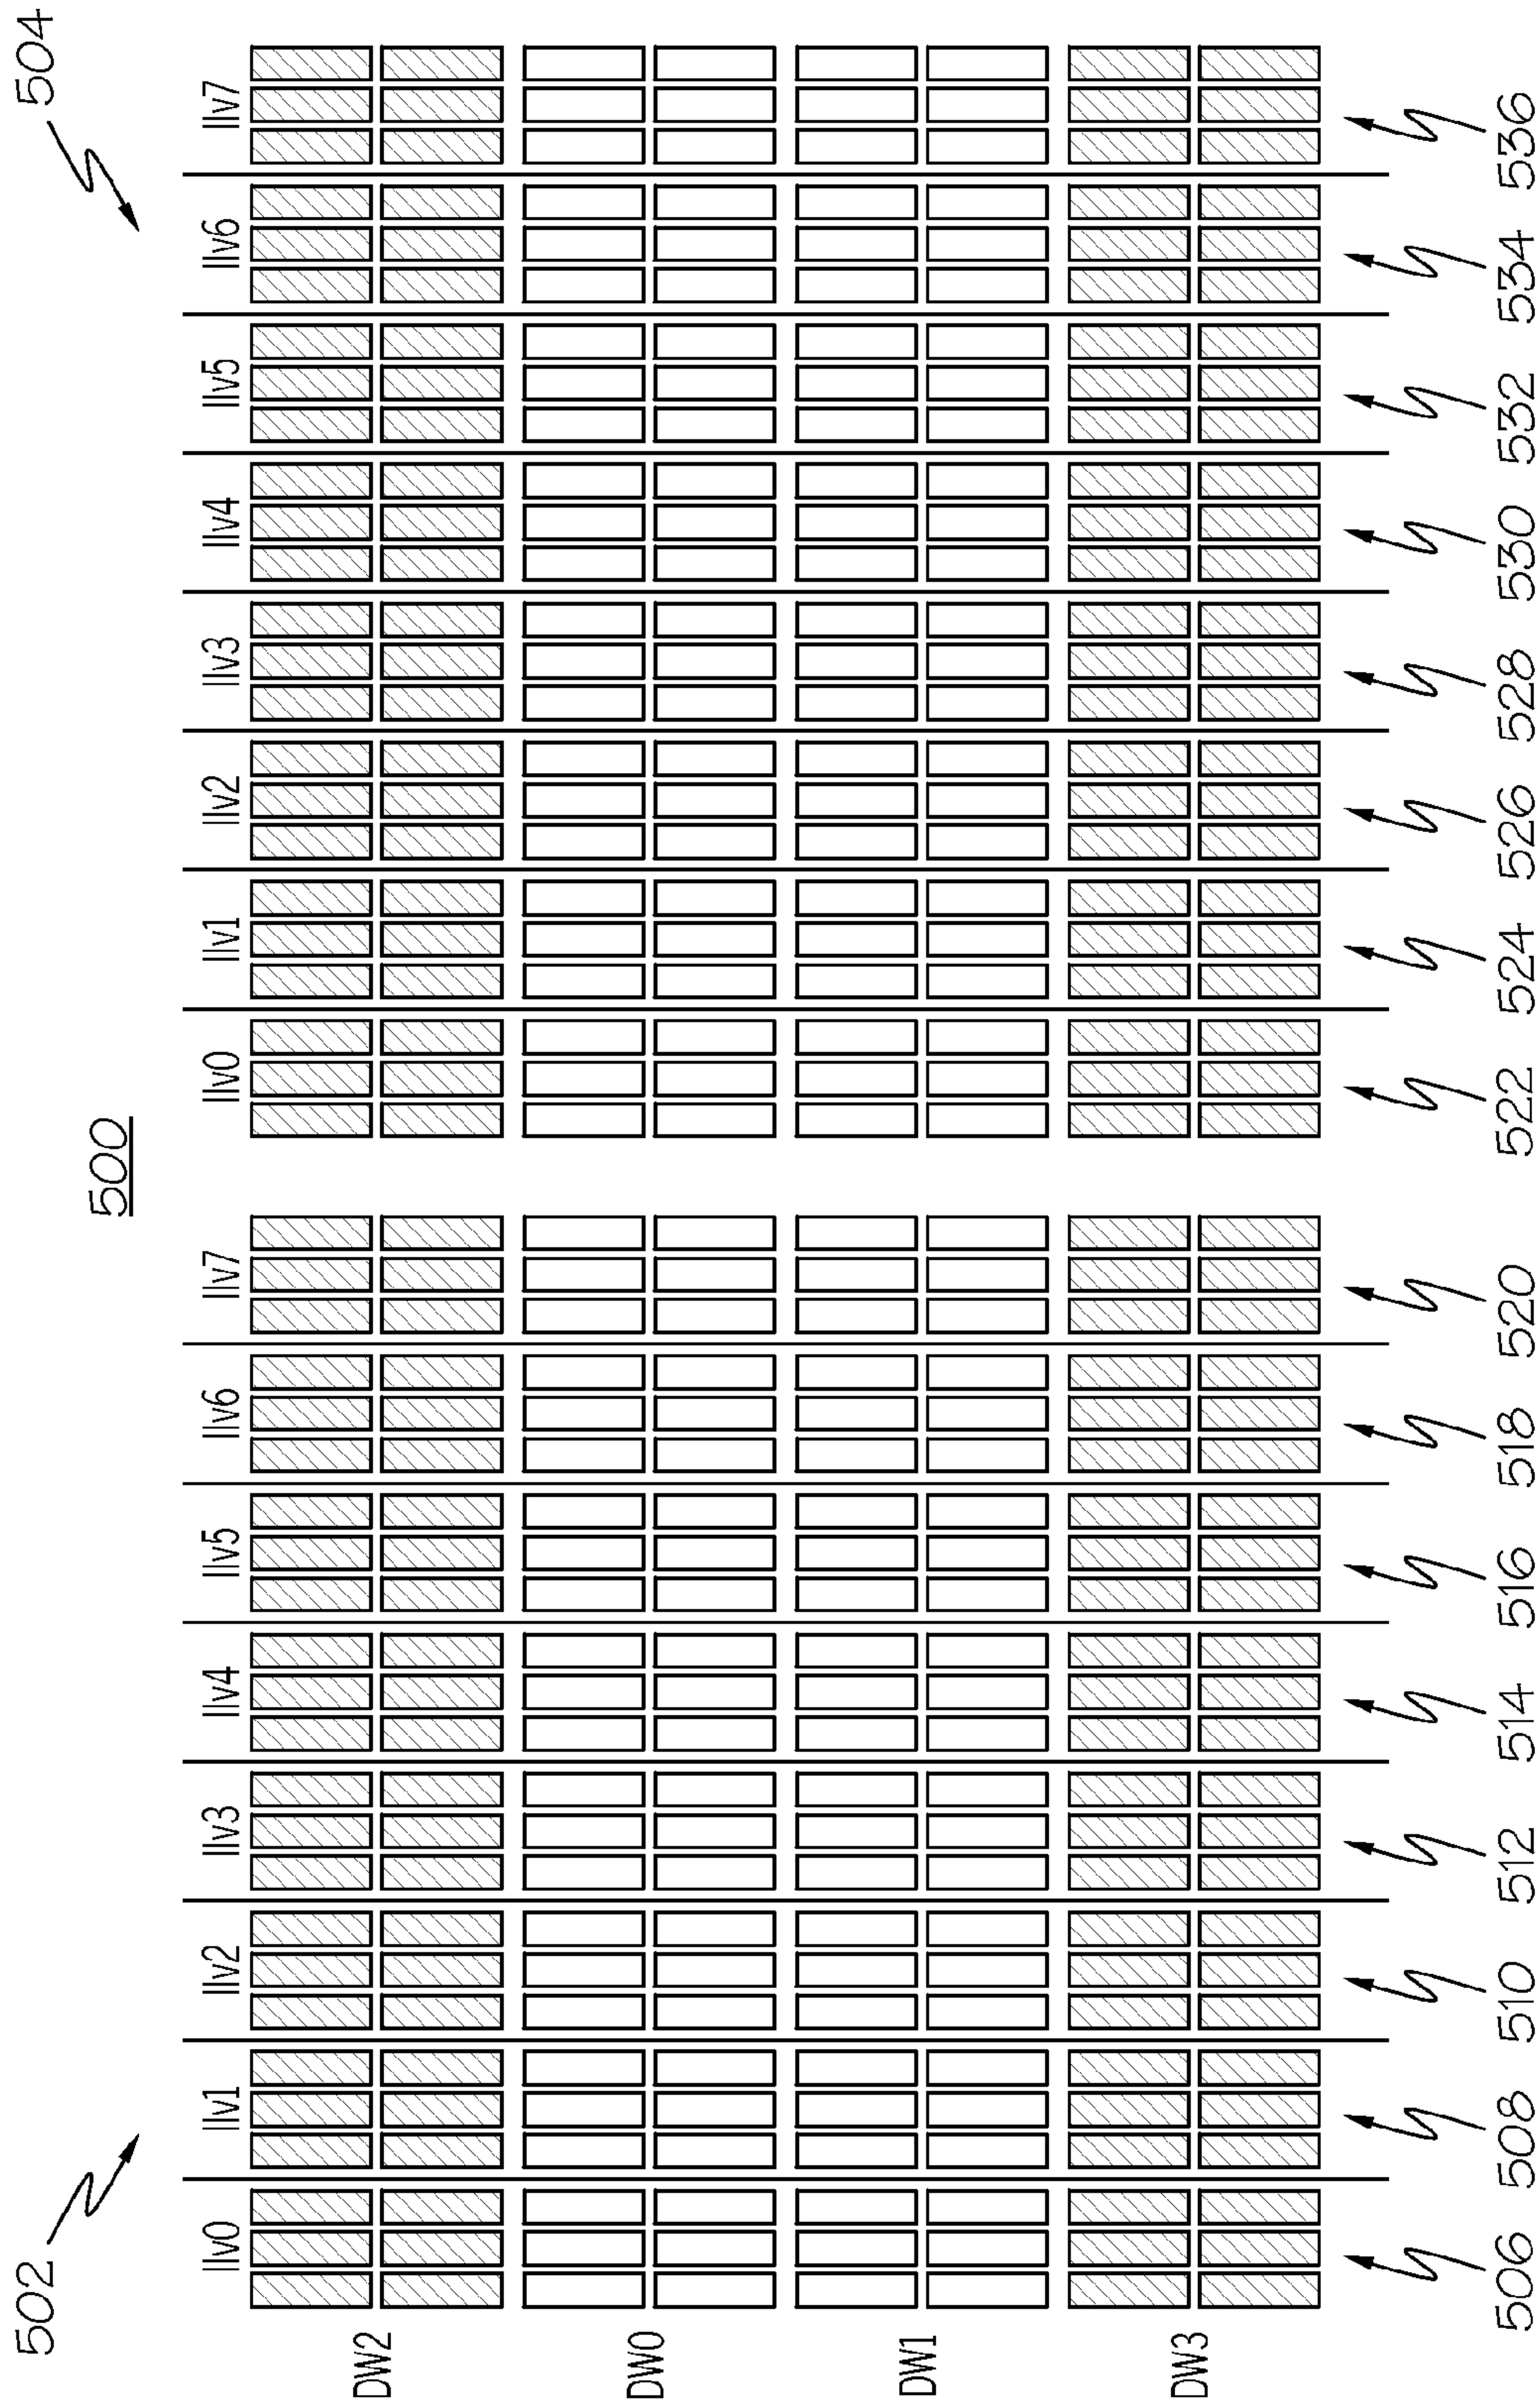 500
502
504
IIv0 IIv1 IIv2 IIv3 IIv4 IIv5 IIv6 IIv7 IIv0 IIv1 IIv2 IIv3 IIv4 IIv5 IIv6 IIv7
DW2
DW0
DW1
DW3
506 508 510 512 514 516 518 520 522 524 526 528 530 532 534 536